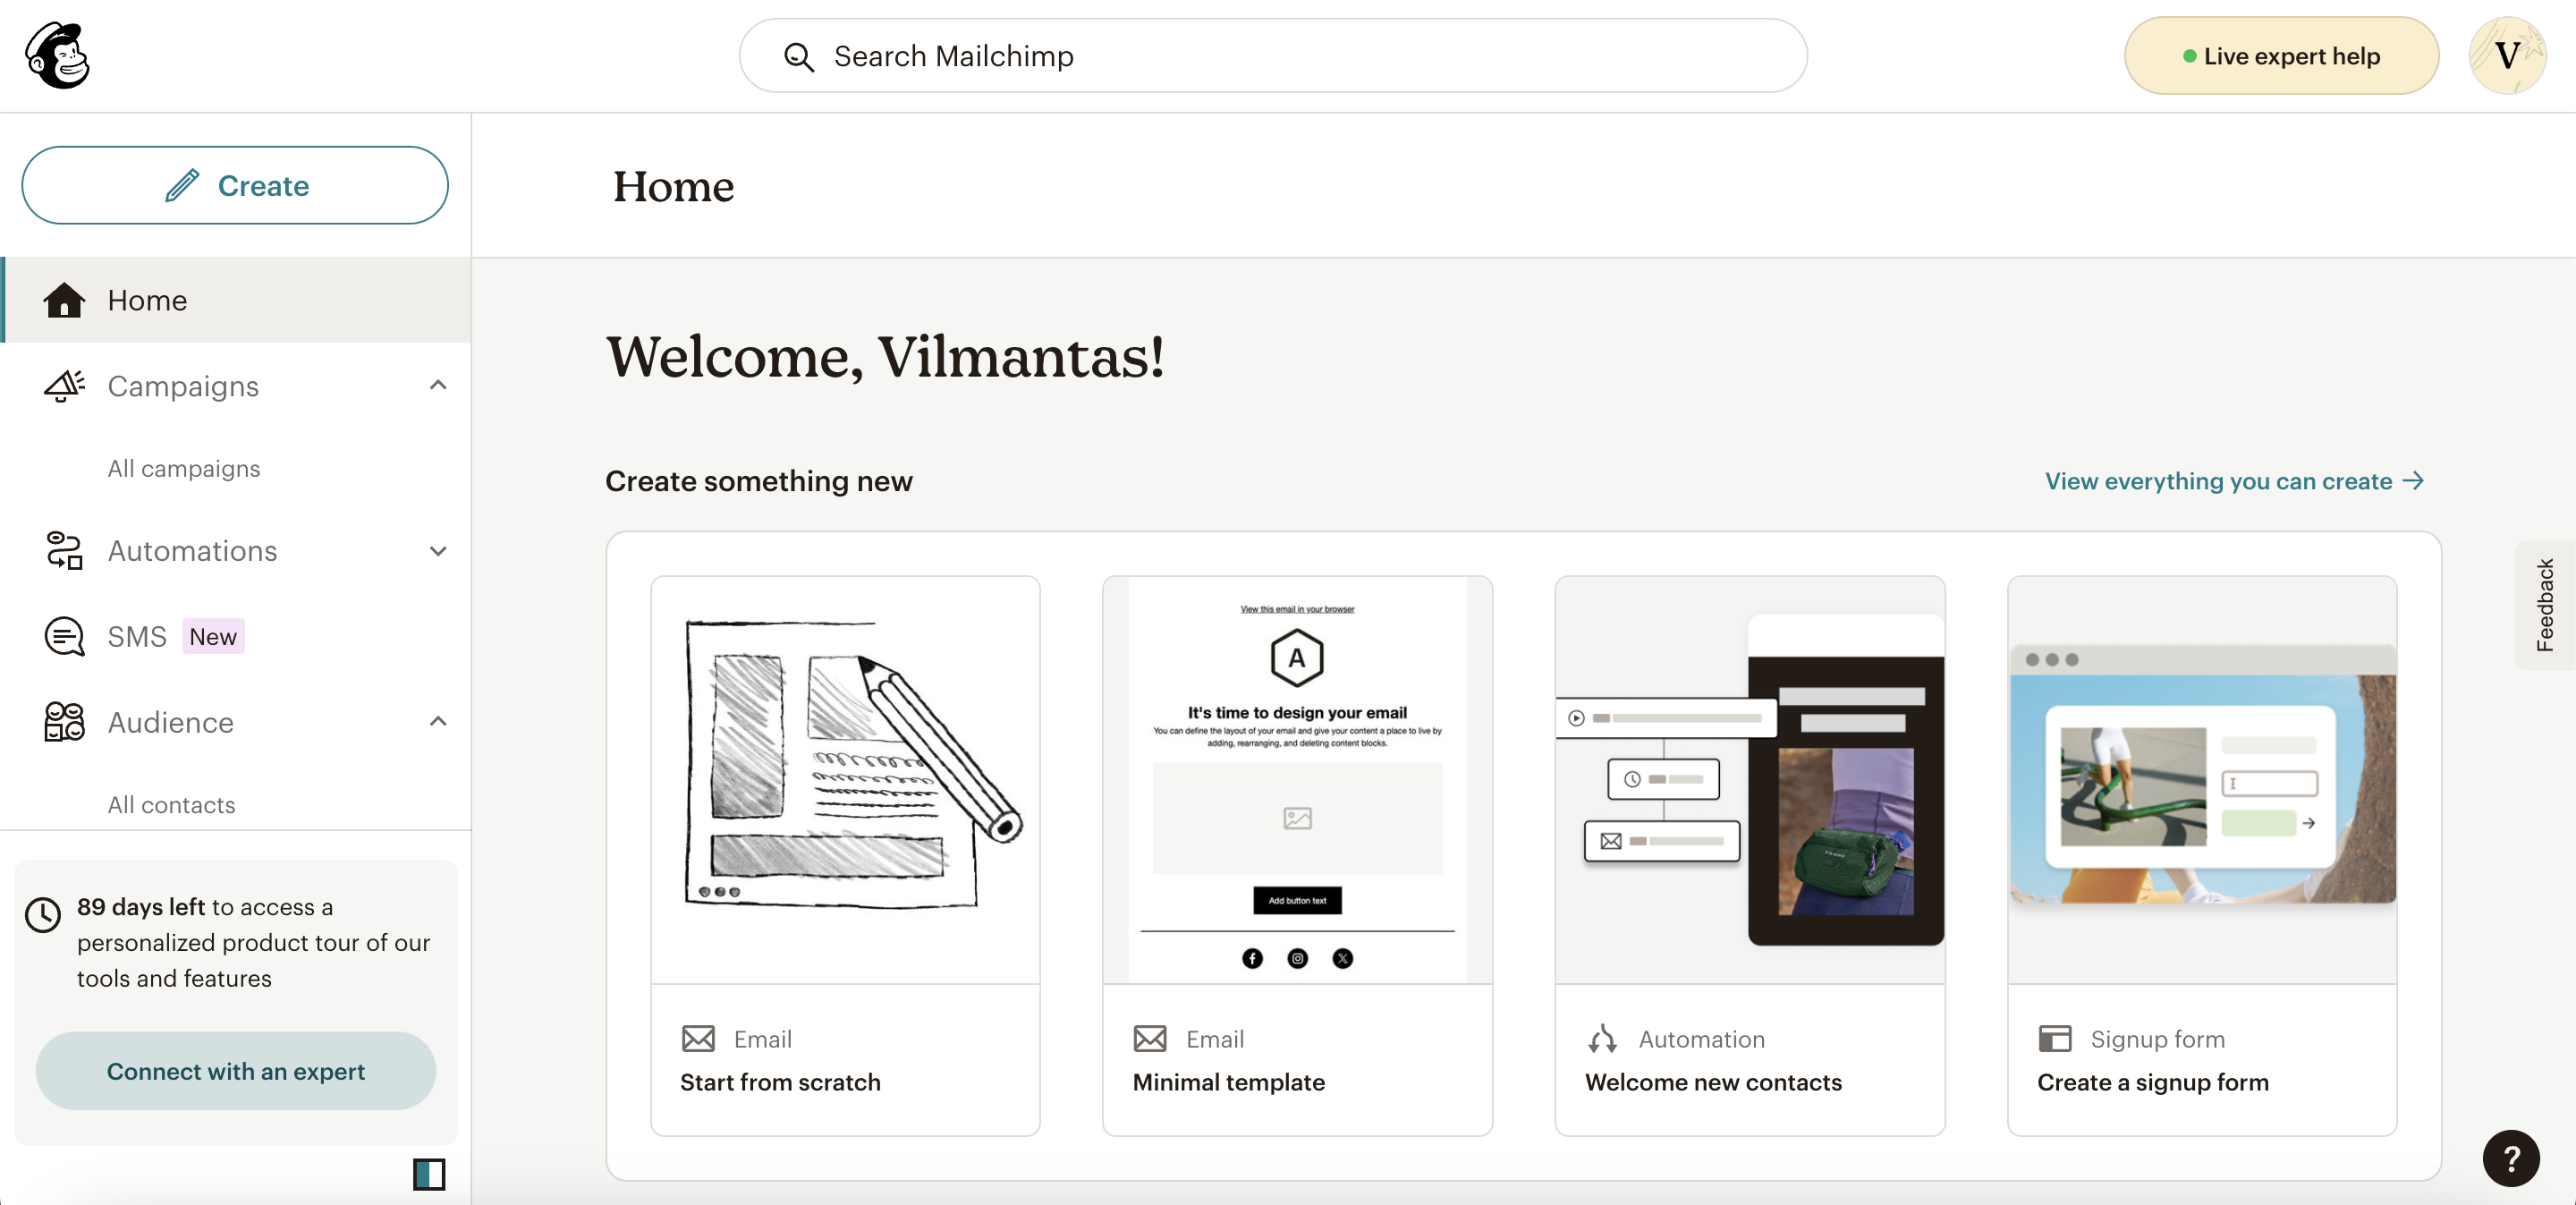 Search Mailchimp
Live expert help
V
Create
Home
Campaigns
All campaigns
Automations
SMS New
Audience
All contacts
89 days left to access a
personalized product tour of our
tools and features
Connect with an expert
Home
Welcome, Vilmantas!
Create something new
View everything you can create →
Email
Start from scratch
View this email in your browser
A
It's time to design your email
You can define the layout of your email and give your content a place to live by
adding, rearranging, and deleting content blocks.
Add button text
Email
Minimal template
Automation
Welcome new contacts
Signup form
Create a signup form
Feedback
?